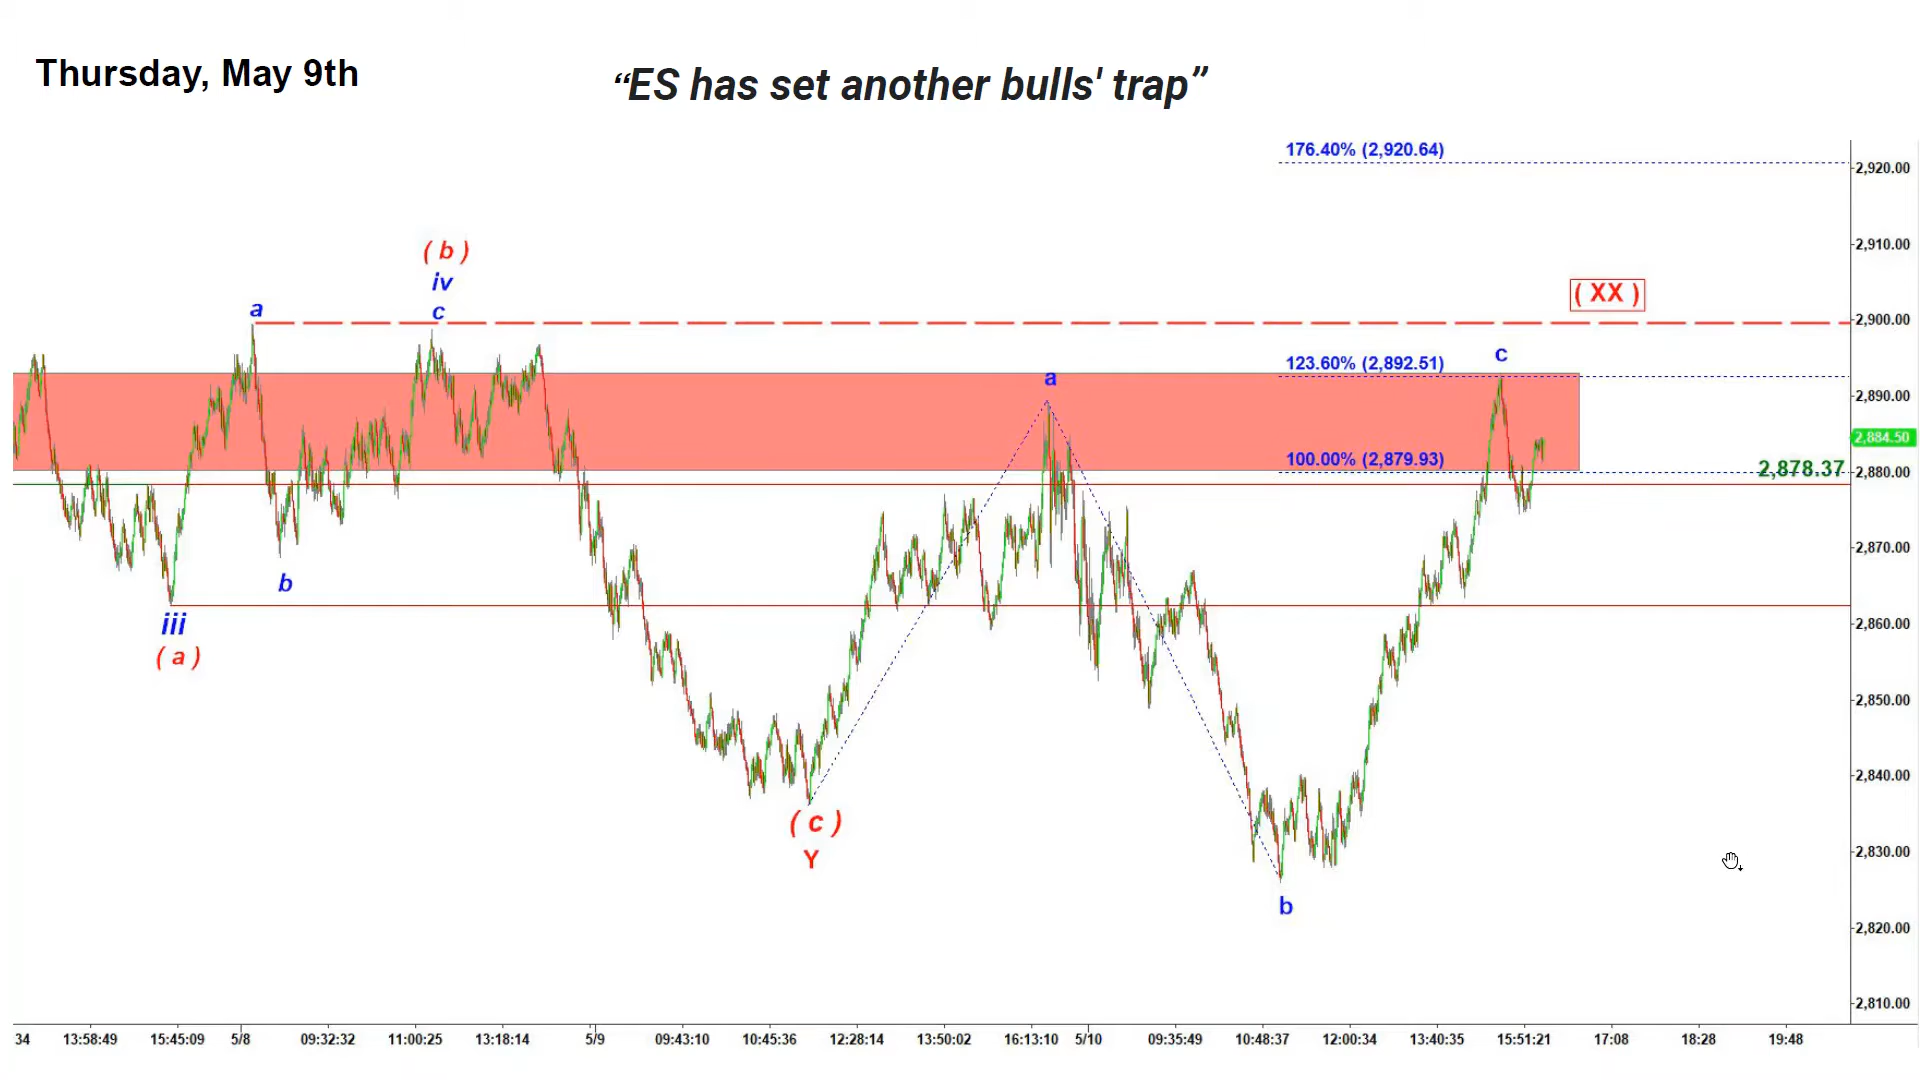 Thursday, May 9th
“ES has set another bulls' trap”
176.40% (2,920.64)
2,920.00
2,910.00
( b )
iv
( XX )
a
c
2,900.00
123.60% (2,892.51)
c
a
2,890.00
2,884.50
100.00% (2,879.93)
2,878.37
2,880.00
2,870.00
b
iii
2,860.00
( a )
2,850.00
2,840.00
( c )
Y
2,830.00
b
2,820.00
2,810.00
34 13:58:49 15:45:09 5/8 09:32:32 11:00:25 13:18:14 5/9 09:43:10 10:45:36 12:28:14 13:50:02 16:13:10 5/10 09:35:49 10:48:37 12:00:34 13:40:35 15:51:21 17:08 18:28 19:48